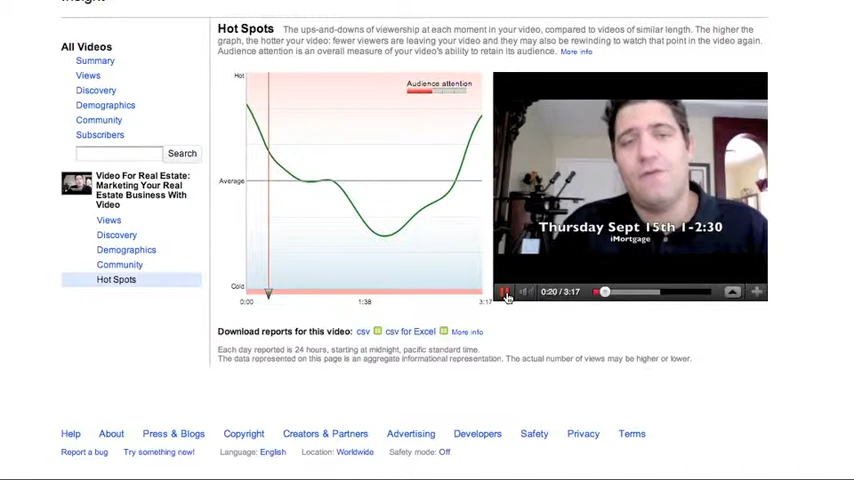 Insight
Hot Spots The ups-and-downs of viewership at each moment in your video, compared to videos of similar length. The higher the
graph, the hotter your video: fewer viewers are leaving your video and they may also be rewinding to watch that point in the video again.
Audience attention is an overall measure of your video's ability to retain its audience. More info
All Videos
Summary
Views
Discovery
Demographics
Community
Subscribers
Search
Video For Real Estate:
Marketing Your Real
Estate Business With
Video
Views
Discovery
Demographics
Community
Hot Spots
Hot
Audience attention
Average
Cold
0:00 1:38 3:17
Thursday Sept 15th 1-2:30
iMortgage
0:20 / 3:17
Download reports for this video: csv csv for Excel More info
Each day reported is 24 hours, starting at midnight, pacific standard time.
The data represented on this page is an aggregate informational representation. The actual number of views may be higher or lower.
Help About Press & Blogs Copyright Creators & Partners Advertising Developers Safety Privacy Terms
Report a bug Try something new! Language: English Location: Worldwide Safety mode: Off